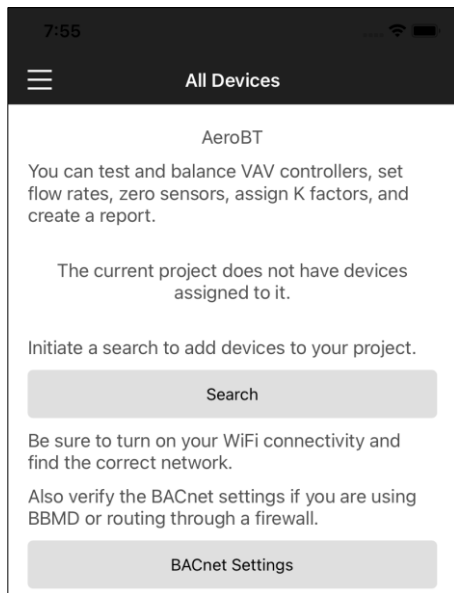 7:55
All Devices
AeroBT
You can test and balance VAV controllers, set
flow rates, zero sensors, assign K factors, and
create a report.
The current project does not have devices
assigned to it.
Initiate a search to add devices to your project.
Search
Be sure to turn on your WiFi connectivity and
find the correct network.
Also verify the BACnet settings if you are using
BBMD or routing through a firewall.
BACnet Settings